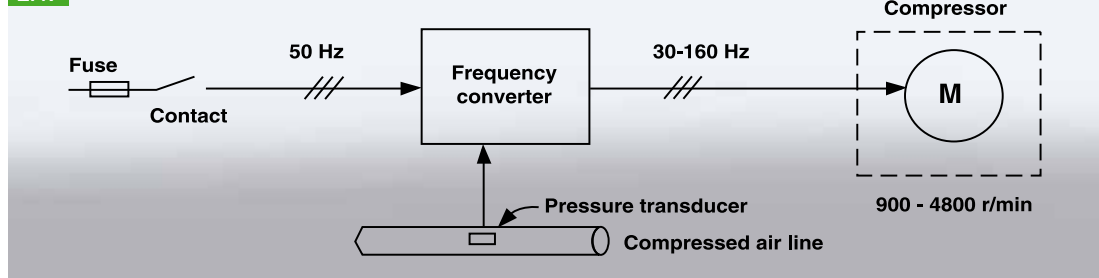 Compressor
Fuse
50 Hz
30-160 Hz
Frequency
converter
M
Contact
Pressure transducer
900 - 4800 r/min
Compressed air line